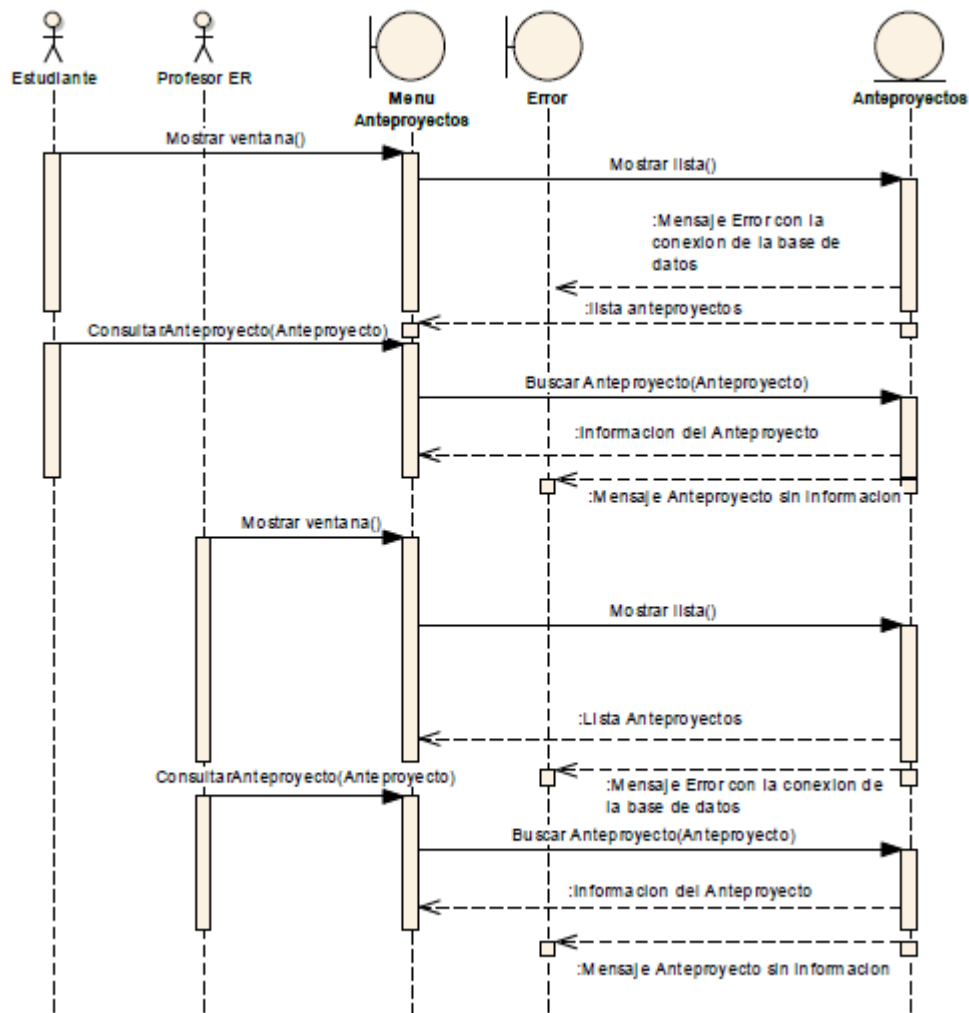 Estudiante
Profesor ER
Menu
Anteproyectos
Error
Anteproyectos
Mostrar ventana()
Mostrar lista()
:Mensaje Error con la
conexion de la base de
datos
:lista anteproyectos
ConsultarAnteproyecto(Anteproyecto)
Buscar Anteproyecto(Anteproyecto)
:Informacion del Anteproyecto
:Mensaje Anteproyecto sin Informacion
Mostrar ventana()
Mostrar lista()
:Lista Anteproyectos
ConsultarAnteproyecto(Anteproyecto)
:Mensaje Error con la conexion de
la base de datos
Buscar Anteproyecto(Anteproyecto)
:Informacion del Anteproyecto
:Mensaje Anteproyecto sin Informacion